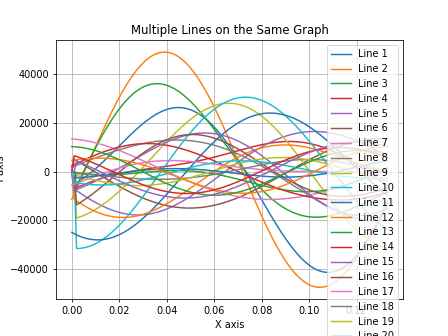 Multiple Lines on the Same Graph
40000
20000
0
−20000
−40000
0.00
0.02
0.04
0.06
0.08
0.10
X axis
Line 1
Line 2
Line 3
Line 4
Line 5
Line 6
Line 7
Line 8
Line 9
Line 10
Line 11
Line 12
Line 13
Line 14
Line 15
Line 16
Line 17
Line 18
Line 19
Line 20